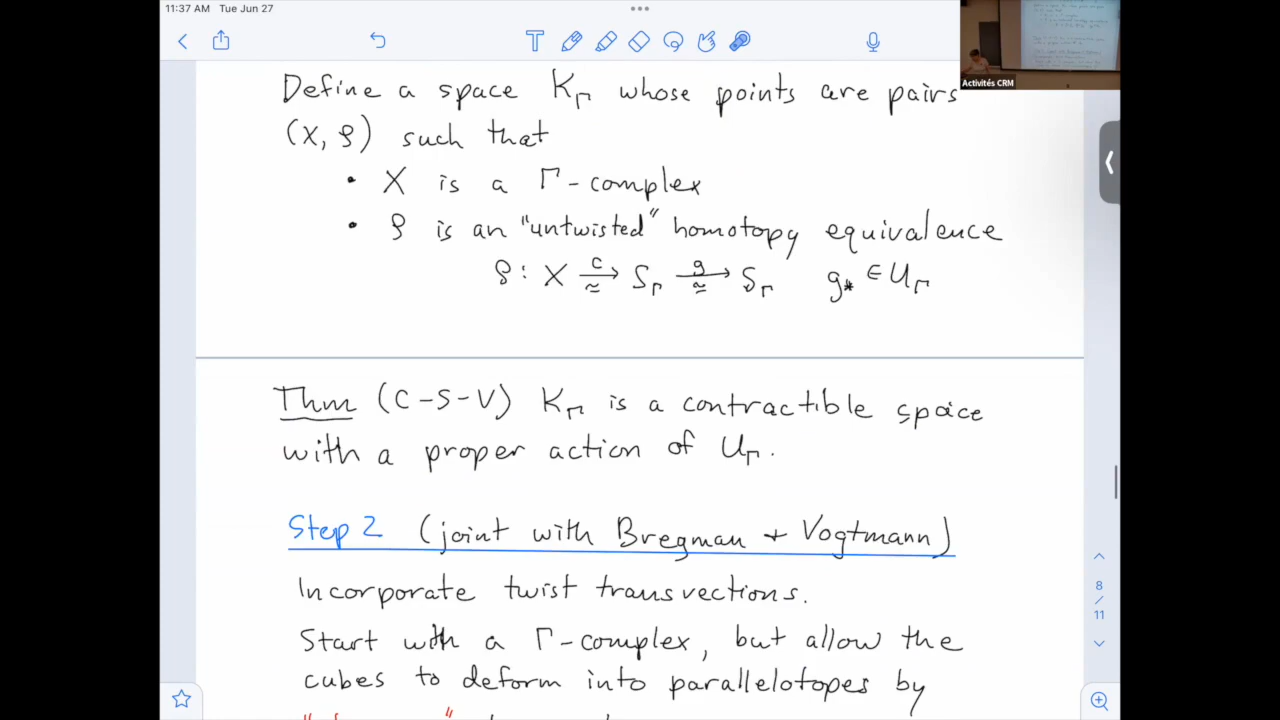 11:37 AM Tue Jun 27
Activités CRM
Define a space K_Γ whose points are pairs
(X, ρ) such that
• X is a Γ-complex
• ρ is an "untwisted" homotopy equivalence
ρ: X —c→ ≃ S_Γ —g→ ≃ S_Γ g_* ∈ U_Γ
Thm (C-S-V) K_Γ is a contractible space
with a proper action of U_Γ.
Step 2 (joint with Bregman + Vogtmann)
Incorporate twist transvections.
Start with a Γ-complex, but allow the
cubes to deform into parallelotopes by
8
/
11